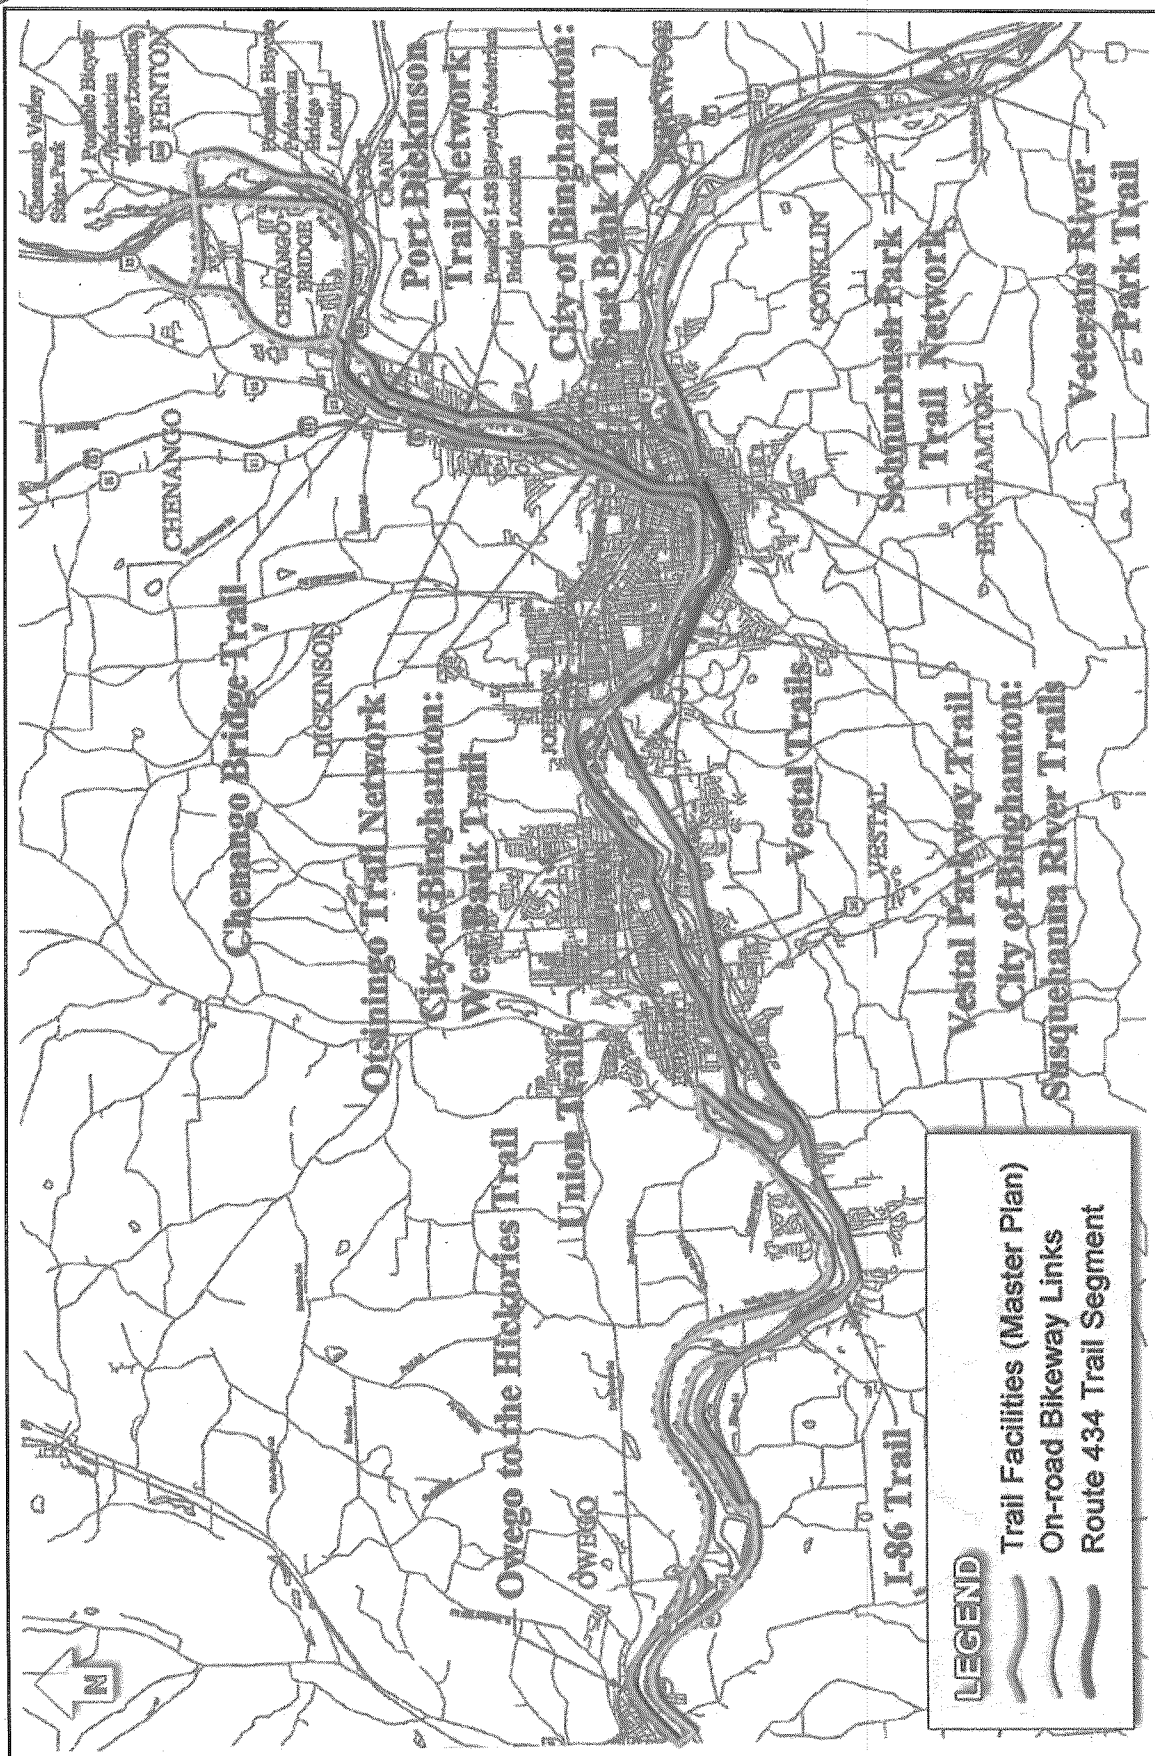 Chenango Valley
State Park
Possible Bicycle
/Pedestrian
Bridge Location
FENTON
Possible Bicycle
Pedestrian
Bridge
Location
CHENANGO
BRIDGE
PORT
CRANE
Port Dickinson
Trail Network
Possible I-88 Bicycle/Pedestrian
Bridge Location
City of Binghamton:
East Bank Trail
KIRKWOOD
CHENANGO
Chenango Bridge Trail
DICKINSON
Otsiningo Trail Network
City of Binghamton:
West Bank Trail
Union Trails
Owego to the Hickories Trail
OWEGO
CONKLIN
Schnurbush Park
Trail Network
BINGHAMTON
Veterans River
Park Trail
Vestal Trails
VESTAL
Vestal Parkway Trail
City of Binghamton:
Susquehanna River Trails
I-86 Trail
N
LEGEND
Trail Facilities (Master Plan)
On-road Bikeway Links
Route 434 Trail Segment